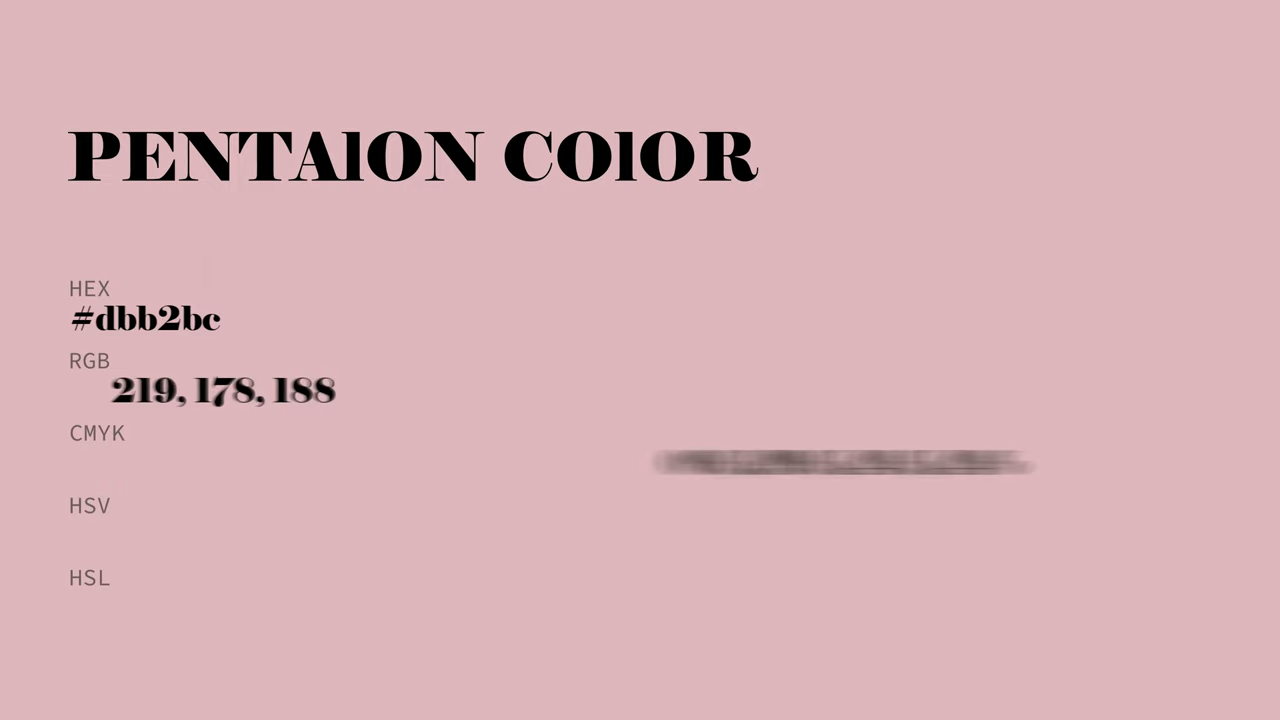 PENTAlON COlOR
HEX
#dbb2bc
RGB
219, 178, 188
CMYK
HSV
HSL